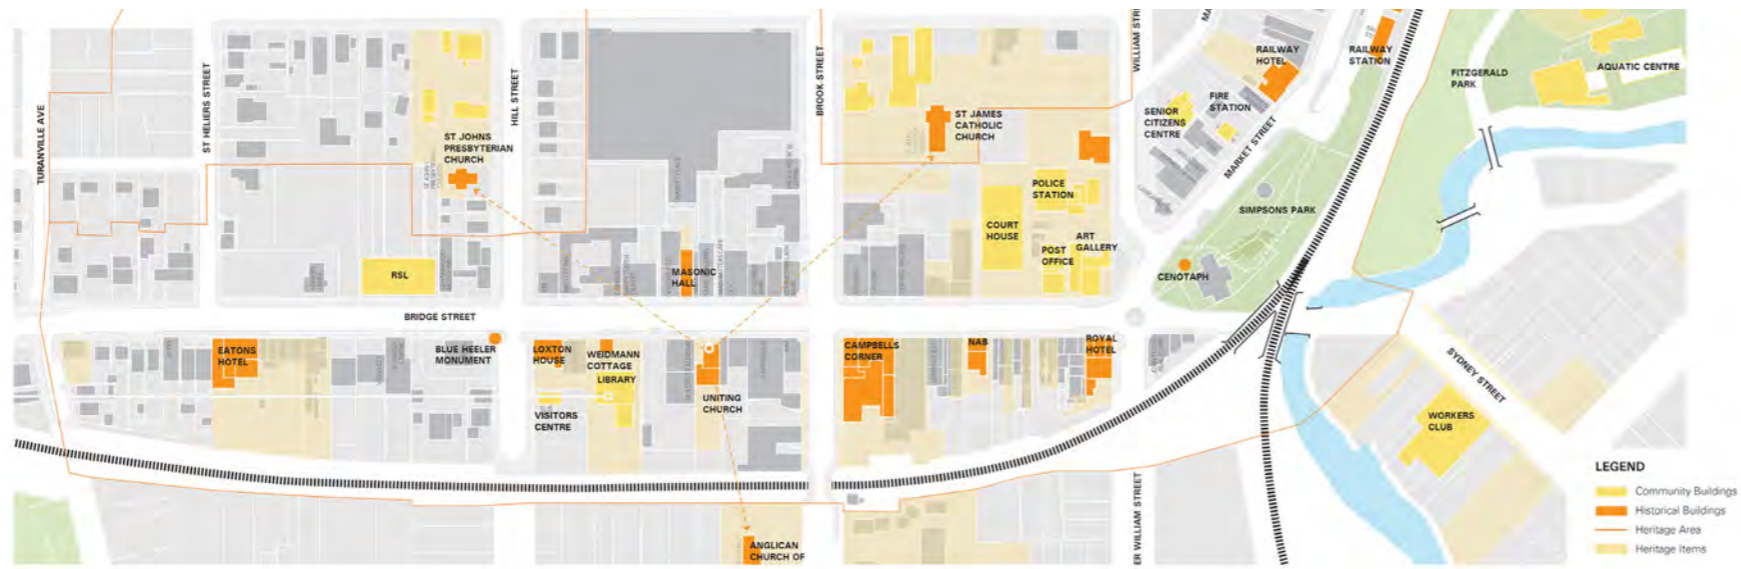 TURANVILLE AVE
ST HELIERS STREET
HILL STREET
BROOK STREET
WILLIAM STR
MA
RAILWAY
HOTEL
RAILWAY
STATION
FITZGERALD
PARK
AQUATIC CENTRE
ST JOHNS
PRESBYTERIAN
CHURCH
ST JAMES
CATHOLIC
CHURCH
SENIOR
CITIZENS
CENTRE
FIRE
STATION
MARKET STREET
POLICE
STATION
SIMPSONS PARK
COURT
HOUSE
ART
GALLERY
POST
OFFICE
CENOTAPH
RSL
MASONIC
HALL
BRIDGE STREET
EATONS
HOTEL
BLUE HEELER
MONUMENT
LOXTON
HOUSE
WEIDMANN
COTTAGE
LIBRARY
VISITORS
CENTRE
UNITING
CHURCH
CAMPBELLS
CORNER
NAB
ROYAL
HOTEL
SYDNEY STREET
WORKERS
CLUB
ER WILLIAM STREET
ANGLICAN
CHURCH OF
LEGEND
Community Buildings
Historical Buildings
Heritage Area
Heritage Items